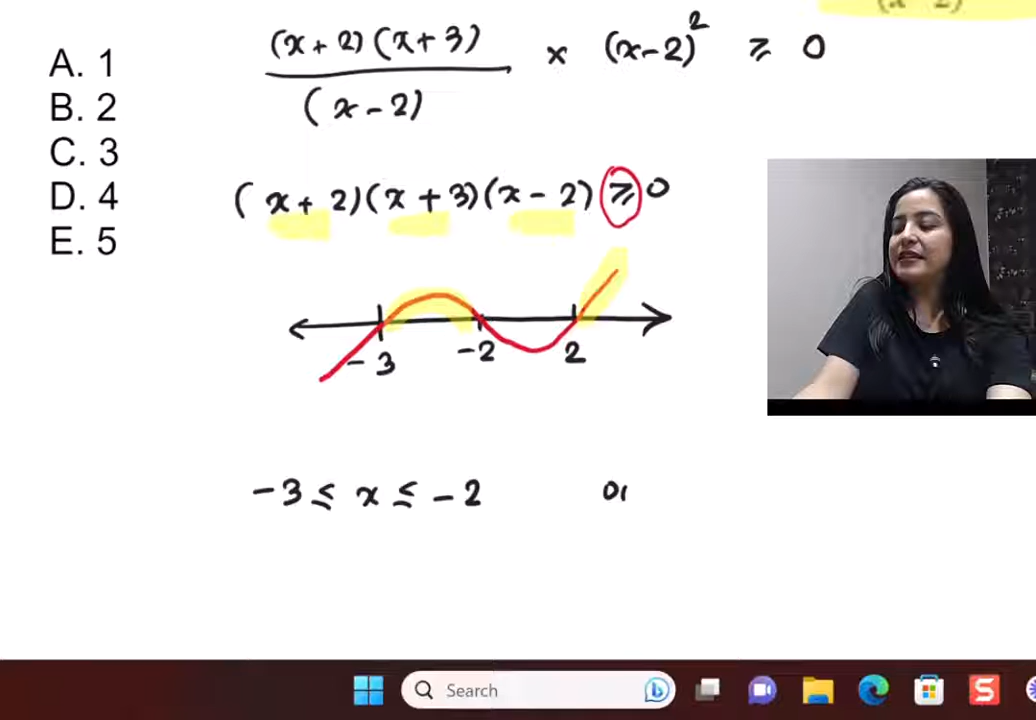 A. 1
B. 2
C. 3
D. 4
E. 5
(x + 2) (x + 3)
(x - 2)
× (x - 2)² ≥ 0
(x + 2)(x + 3)(x - 2) ≥ 0
-3 -2 2
-3 ≤ x ≤ -2 or
Search